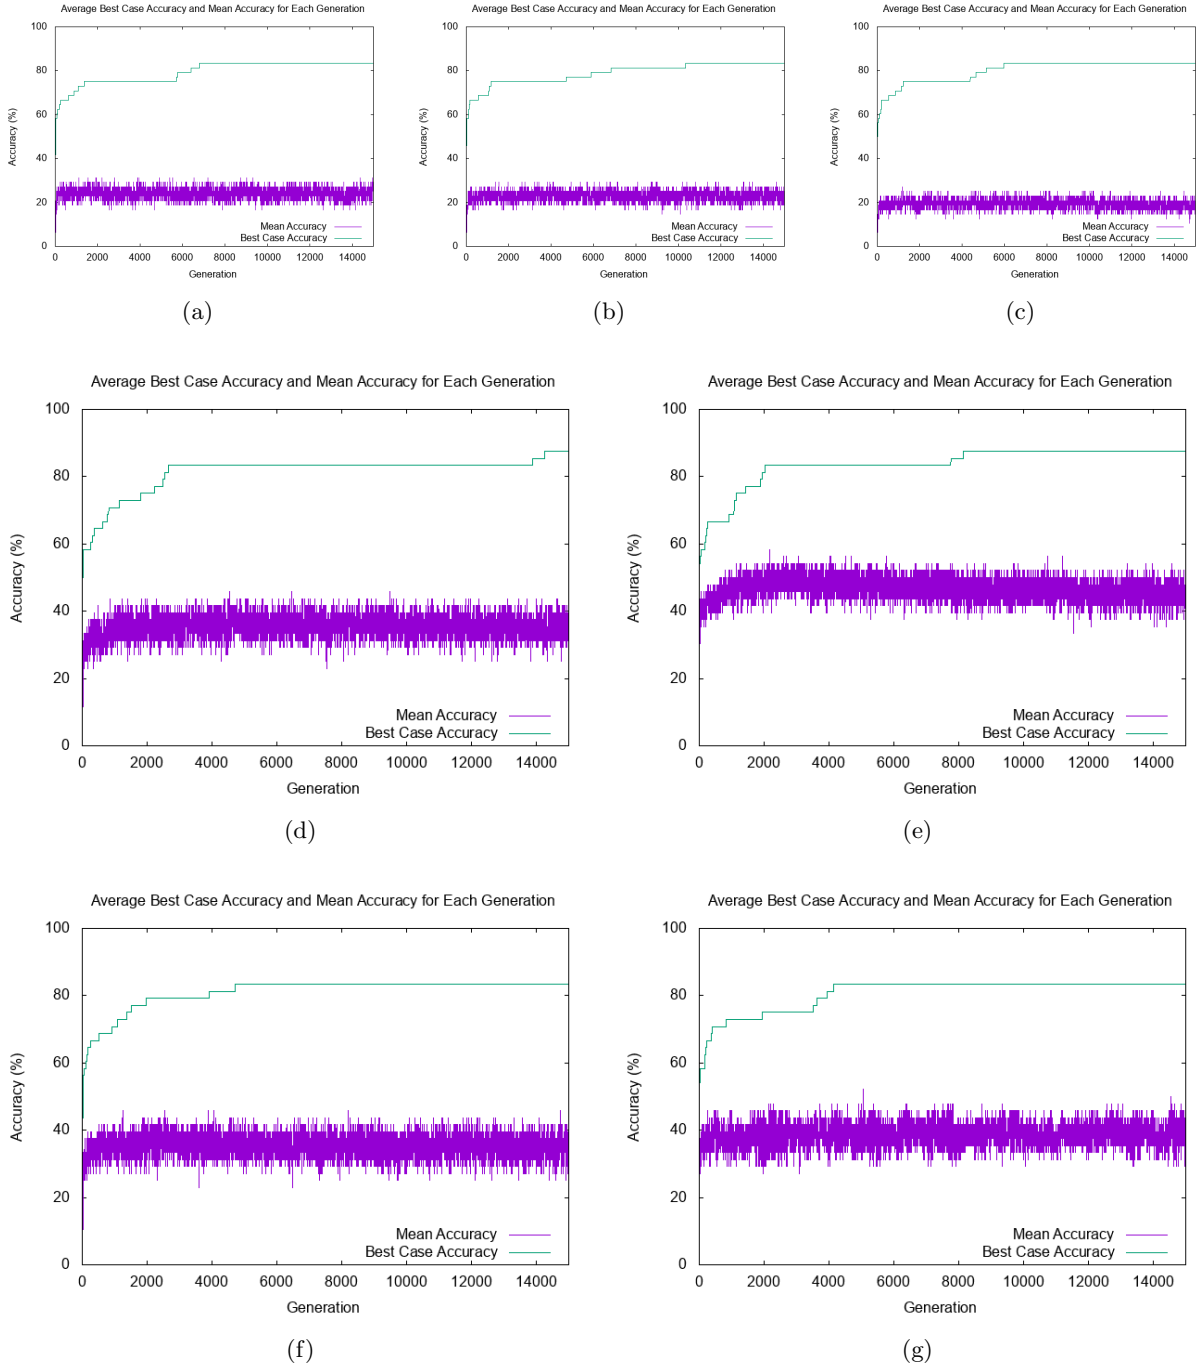 Average Best Case Accuracy and Mean Accuracy for Each Generation
100
80
60
40
20
0
Accuracy (%)
Mean Accuracy
Best Case Accuracy
0 2000 4000 6000 8000 10000 12000 14000
Generation
(a)
Average Best Case Accuracy and Mean Accuracy for Each Generation
100
80
60
40
20
0
Accuracy (%)
Mean Accuracy
Best Case Accuracy
0 2000 4000 6000 8000 10000 12000 14000
Generation
(b)
Average Best Case Accuracy and Mean Accuracy for Each Generation
100
80
60
40
20
0
Accuracy (%)
Mean Accuracy
Best Case Accuracy
0 2000 4000 6000 8000 10000 12000 14000
Generation
(c)
Average Best Case Accuracy and Mean Accuracy for Each Generation
100
80
60
40
20
0
Accuracy (%)
Mean Accuracy
Best Case Accuracy
0 2000 4000 6000 8000 10000 12000 14000
Generation
(d)
Average Best Case Accuracy and Mean Accuracy for Each Generation
100
80
60
40
20
0
Accuracy (%)
Mean Accuracy
Best Case Accuracy
0 2000 4000 6000 8000 10000 12000 14000
Generation
(e)
Average Best Case Accuracy and Mean Accuracy for Each Generation
100
80
60
40
20
0
Accuracy (%)
Mean Accuracy
Best Case Accuracy
0 2000 4000 6000 8000 10000 12000 14000
Generation
(f)
Average Best Case Accuracy and Mean Accuracy for Each Generation
100
80
60
40
20
0
Accuracy (%)
Mean Accuracy
Best Case Accuracy
0 2000 4000 6000 8000 10000 12000 14000
Generation
(g)